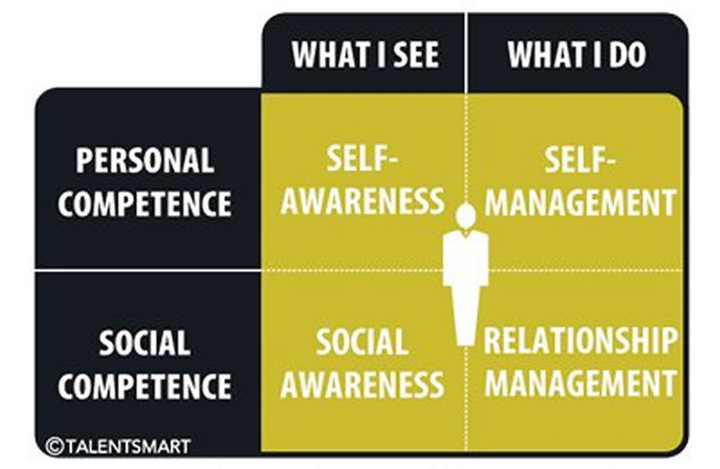 WHAT I SEE
WHAT I DO
PERSONAL
COMPETENCE
SELF-
AWARENESS
SELF-
MANAGEMENT
SOCIAL
COMPETENCE
SOCIAL
AWARENESS
RELATIONSHIP
MANAGEMENT
©TALENTSMART